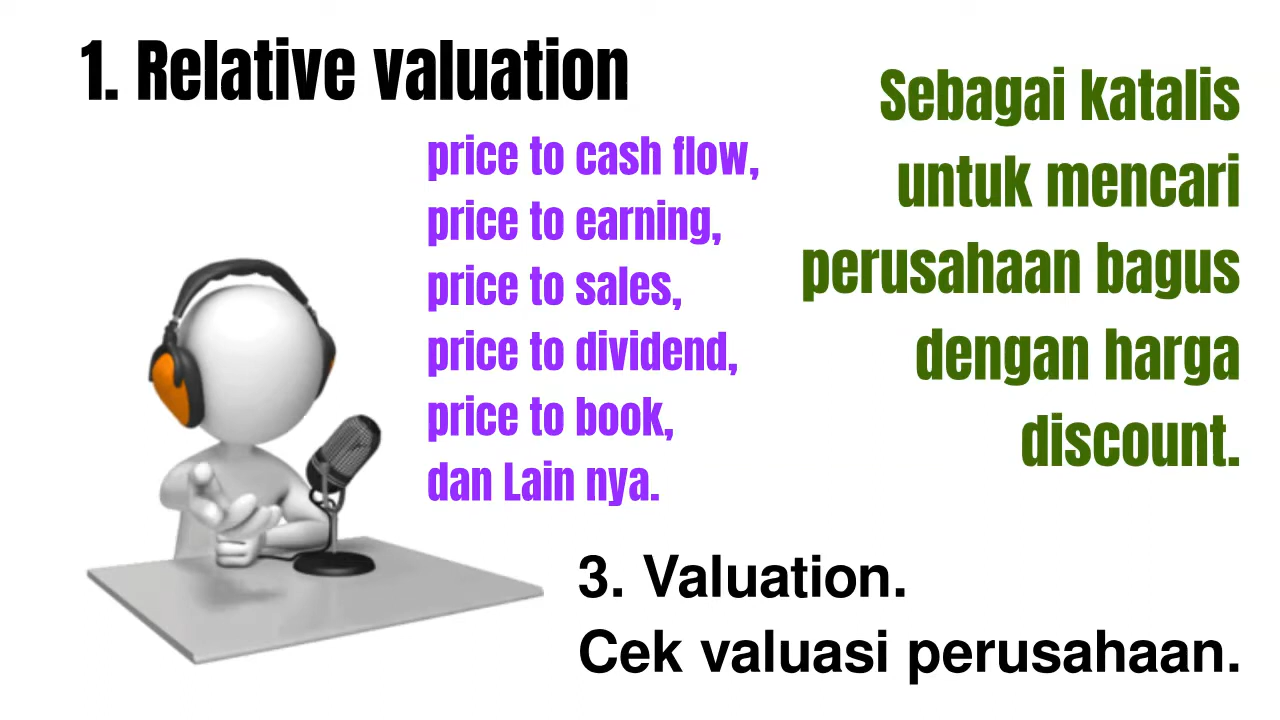 1. Relative valuation
price to cash flow,
price to earning,
price to sales,
price to dividend,
price to book,
dan Lain nya.
Sebagai katalis
untuk mencari
perusahaan bagus
dengan harga
discount.
3. Valuation.
Cek valuasi perusahaan.